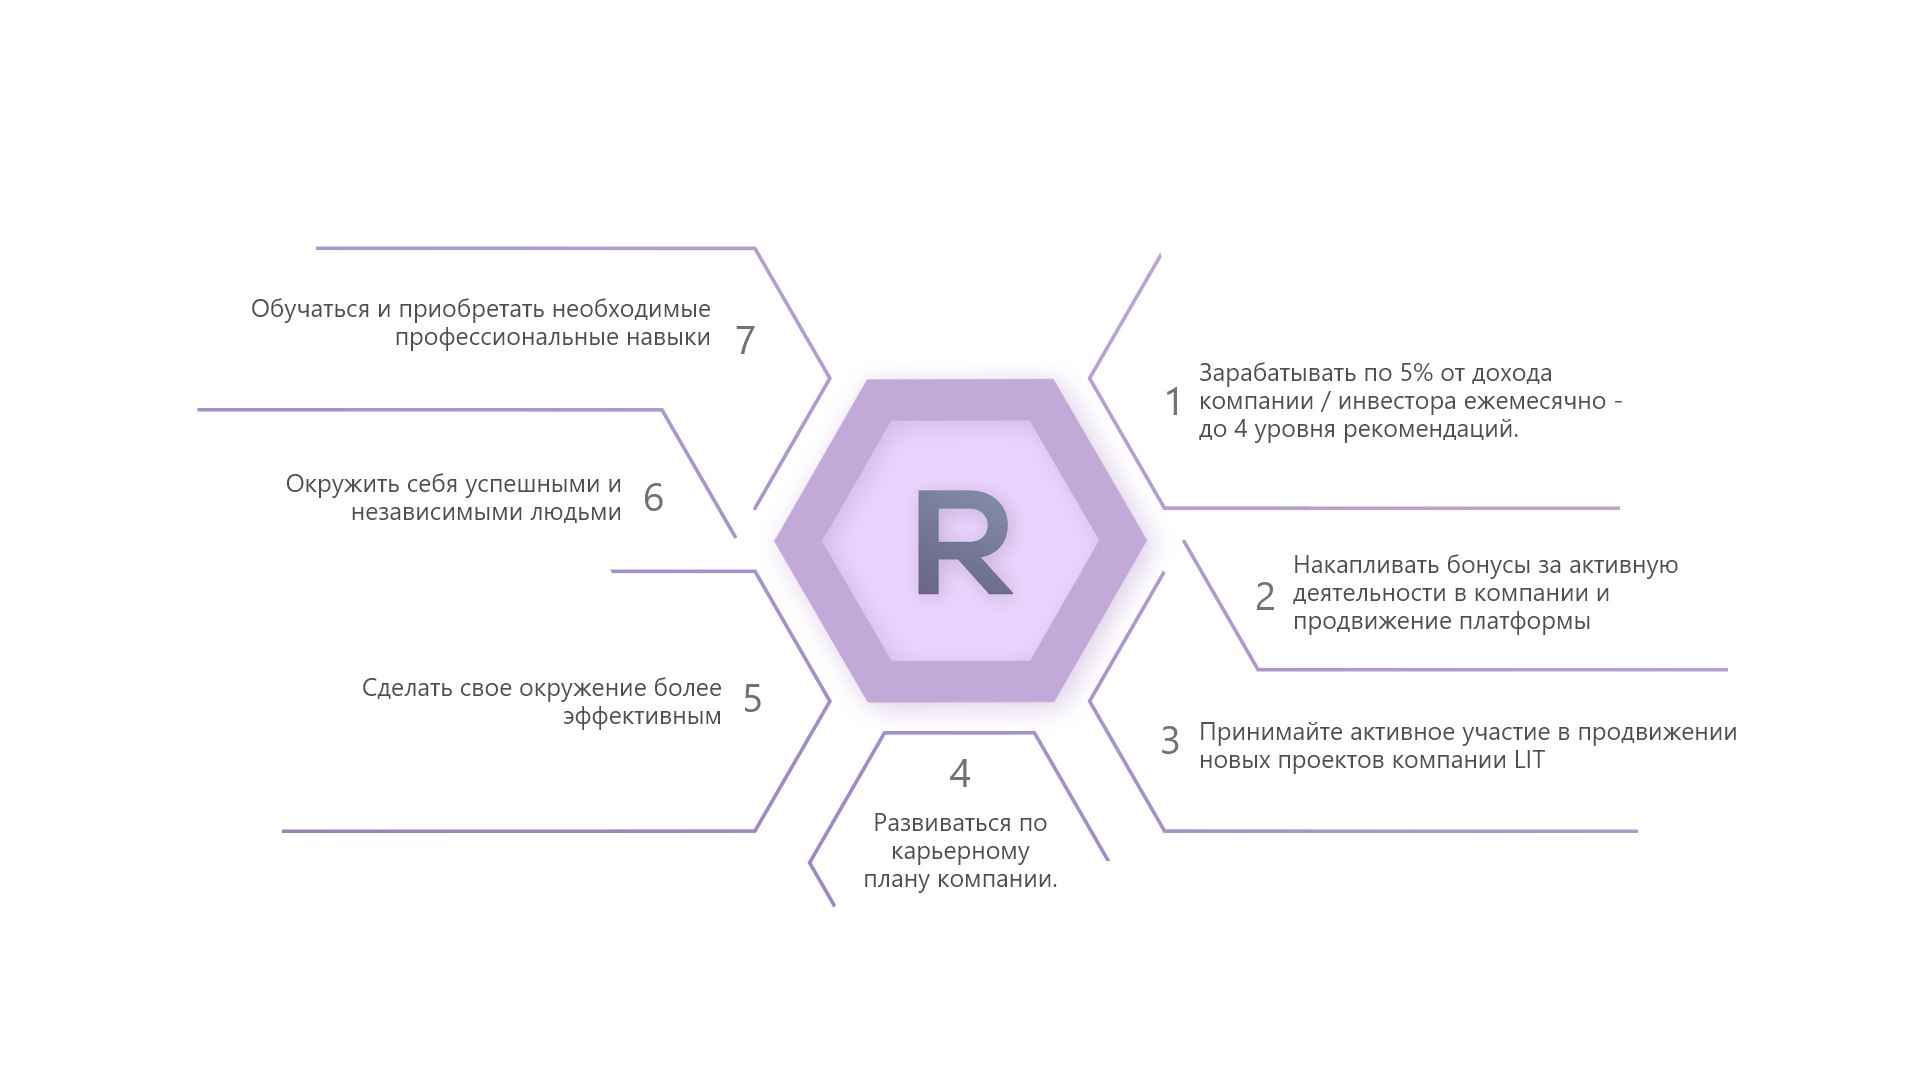 R
1
Зарабатывать по 5% от дохода
компании / инвестора ежемесячно -
до 4 уровня рекомендаций.
2
Накапливать бонусы за активную
деятельности в компании и
продвижение платформы
3
Принимайте активное участие в продвижении
новых проектов компании LIT
4
Развиваться по
карьерному
плану компании.
5
Сделать свое окружение более
эффективным
6
Окружить себя успешными и
независимыми людьми
7
Обучаться и приобретать необходимые
профессиональные навыки